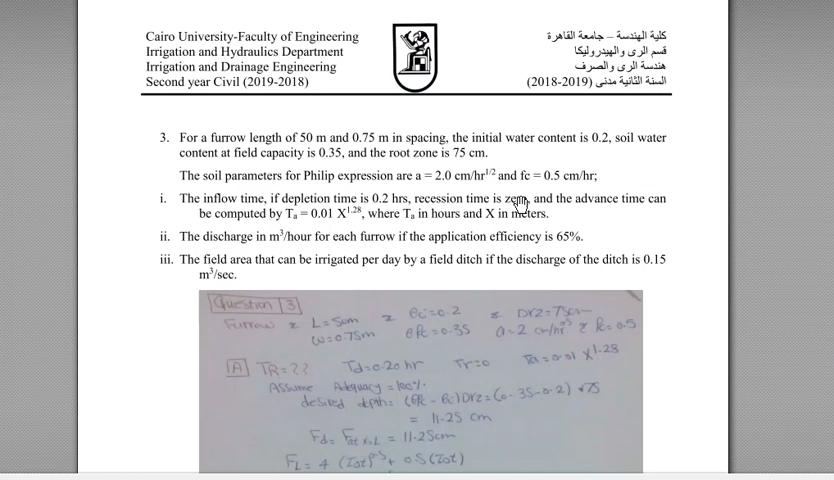 Cairo University-Faculty of Engineering
Irrigation and Hydraulics Department
Irrigation and Drainage Engineering
Second year Civil (2019-2018)
كلية الهندسة – جامعة القاهرة
قسم الرى والهيدروليكا
هندسة الرى والصرف
السنة الثانية مدنى (2019-2018)
3. For a furrow length of 50 m and 0.75 m in spacing, the initial water content is 0.2, soil water
content at field capacity is 0.35, and the root zone is 75 cm.
The soil parameters for Philip expression are a = 2.0 cm/hr^1/2 and fc = 0.5 cm/hr;
i. The inflow time, if depletion time is 0.2 hrs, recession time is zero, and the advance time can
be computed by Ta = 0.01 X^1.28, where Ta in hours and X in meters.
ii. The discharge in m³/hour for each furrow if the application efficiency is 65%.
iii. The field area that can be irrigated per day by a field ditch if the discharge of the ditch is 0.15
m³/sec.
Question 3
Furrow L=50m θi=0.2 Drz=75cm
w=0.75m θfc=0.35 a=2 cm/hr^0.5 fc=0.5
A TR=?? Td=0.20 hr Tr=0 Ta=0.01 X^1.28
Assume Adequacy =100%
desired depth= (θfc - θi)Drz=(0.35-0.2)*75
= 11.25 cm
Fd= Fat x=L = 11.25cm
FL= 4 (Iot)^0.5+ 0.5(Iot)